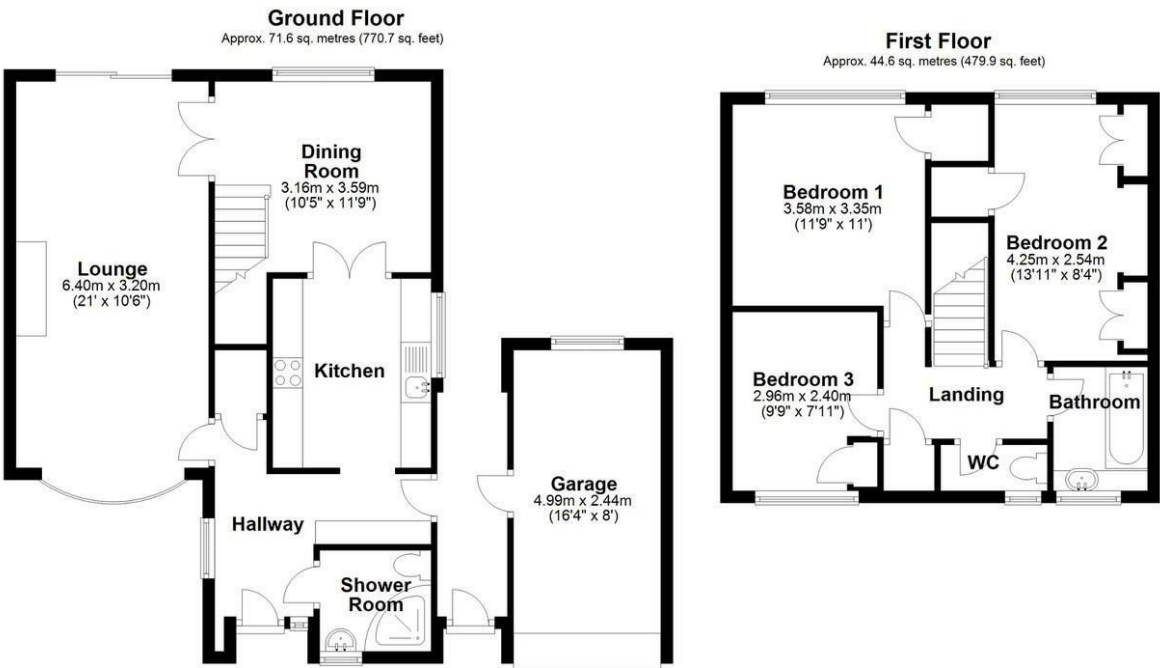 Ground Floor
Approx. 71.6 sq. metres (770.7 sq. feet)
Dining
Room
3.16m x 3.59m
(10'5" x 11'9")
Lounge
6.40m x 3.20m
(21' x 10'6")
Kitchen
Garage
4.99m x 2.44m
(16'4" x 8')
Hallway
Shower
Room
First Floor
Approx. 44.6 sq. metres (479.9 sq. feet)
Bedroom 1
3.58m x 3.35m
(11'9" x 11')
Bedroom 2
4.25m x 2.54m
(13'11" x 8'4")
Bedroom 3
2.96m x 2.40m
(9'9" x 7'11")
Landing
Bathroom
WC